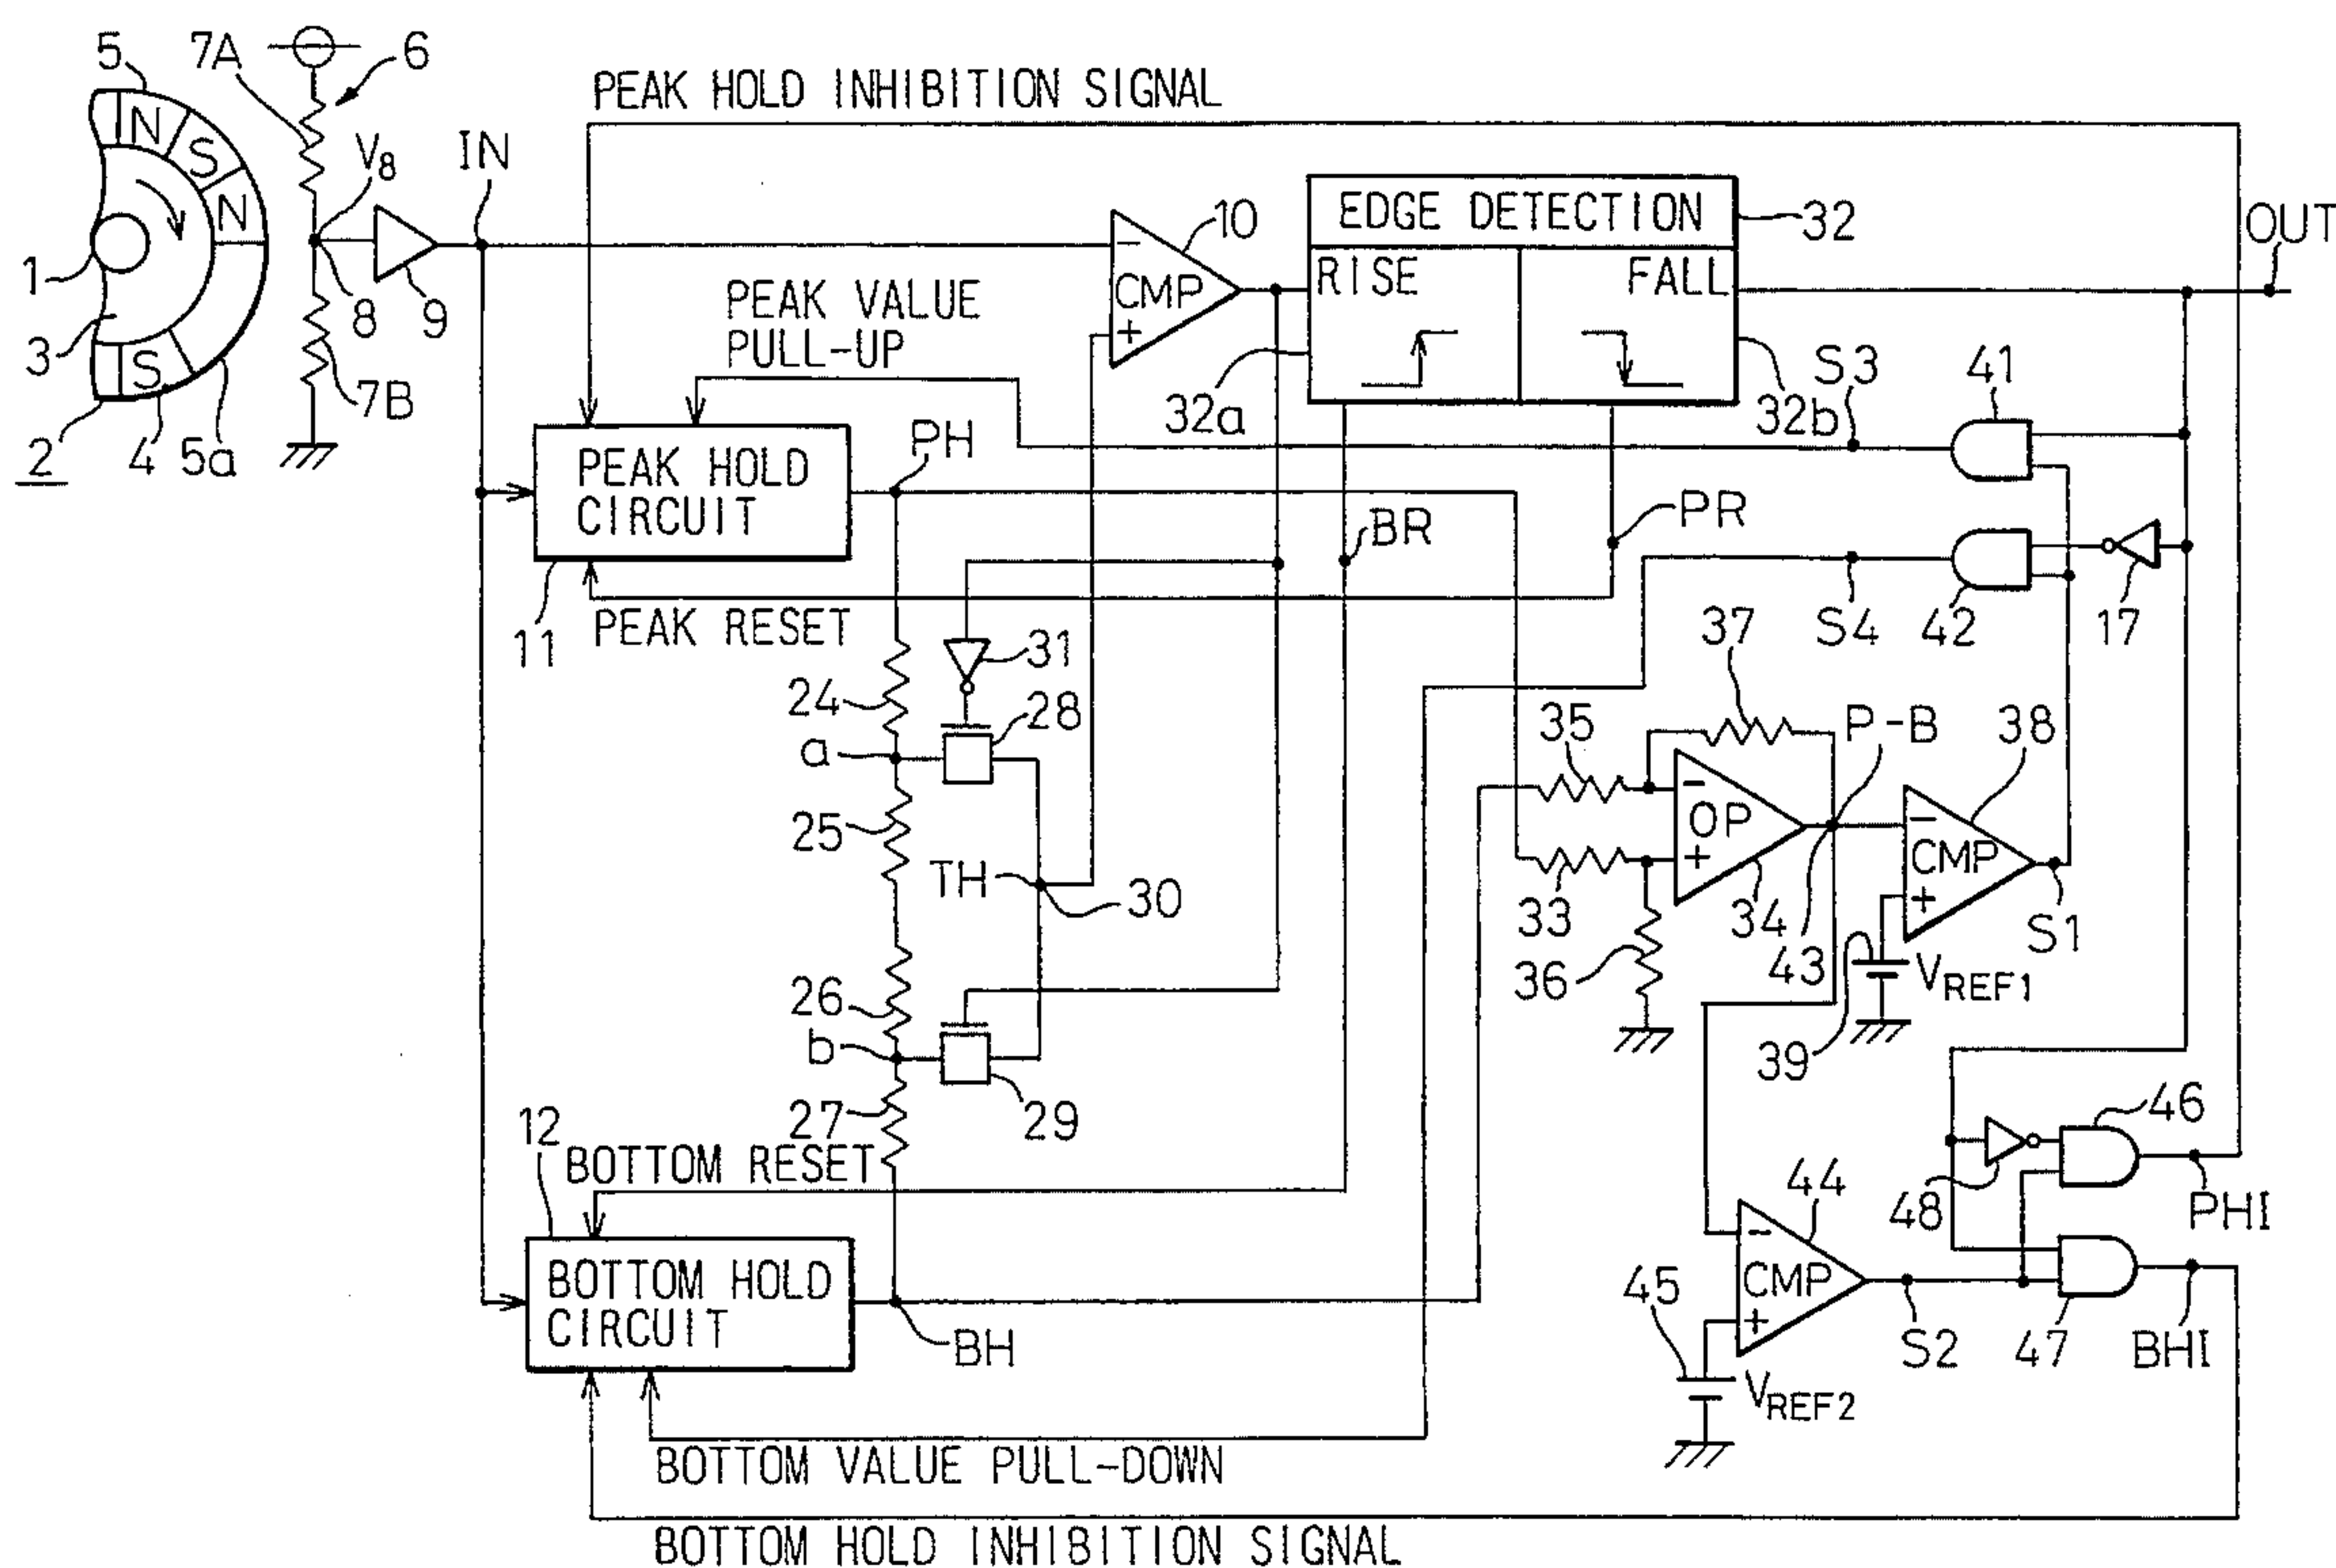 5
7A
6
PEAK HOLD INHIBITION SIGNAL
N
S
N
V8
IN
10
EDGE DETECTION
32
OUT
1
CMP
−
+
RISE
FALL
8
9
PEAK VALUE
PULL-UP
3
S
7B
32a
32b
S3
41
2
4
5a
PH
PEAK HOLD
CIRCUIT
BR
PR
11
PEAK RESET
31
S4
42
17
37
24
28
a
35
P-B
38
25
−
OP
+
−
CMP
+
TH
30
33
34
43
S1
26
36
VREF1
b
39
27
29
12
46
BOTTOM RESET
44
48
PHI
BOTTOM HOLD
CIRCUIT
−
CMP
+
45
BH
S2
47
BHI
VREF2
BOTTOM VALUE PULL-DOWN
BOTTOM HOLD INHIBITION SIGNAL